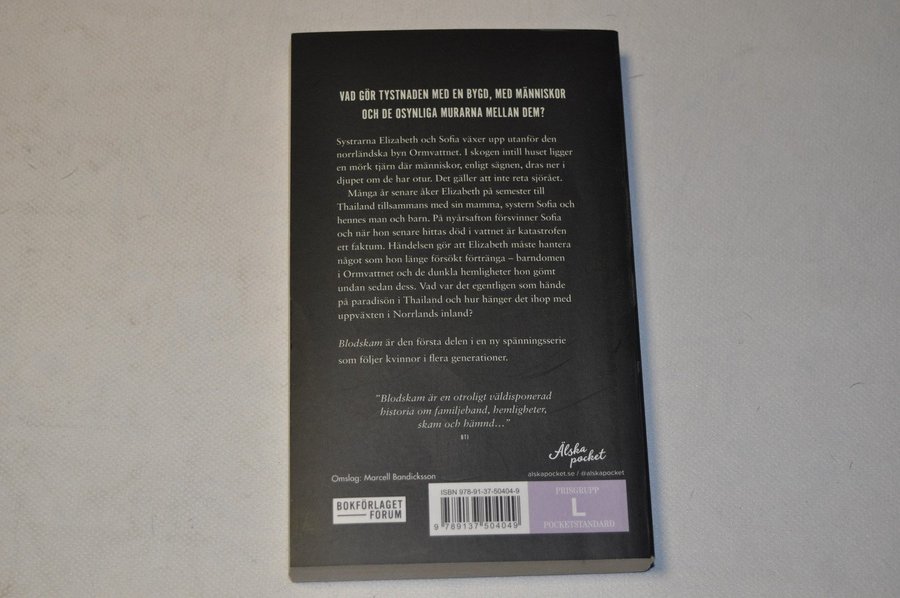 VAD GÖR TYSTNADEN MED EN BYGD, MED MÄNNISKOR
OCH DE OSYNLIGA MURARNA MELLAN DEM?
Systrarna Elizabeth och Sofia växer upp utanför den
norrländska byn Ormvattnet. I skogen intill huset ligger
en mörk tjärn där människor, enligt sägnen, dras ner i
djupet om de har otur. Det gäller att inte reta sjörået.
Många år senare åker Elizabeth på semester till
Thailand tillsammans med sin mamma, systern Sofia och
hennes man och barn. På nyårsafton försvinner Sofia
och när hon senare hittas död i vattnet är katastrofen
ett faktum. Händelsen gör att Elizabeth måste hantera
något som hon länge försökt förtränga – barndomen
i Ormvattnet och de dunkla hemligheter hon gömt
undan sedan dess. Vad var det egentligen som hände
på paradisön i Thailand och hur hänger det ihop med
uppväxten i Norrlands inland?
Blodskam är den första delen i en ny spänningsserie
som följer kvinnor i flera generationer.
"Blodskam är en otroligt väldisponerad
historia om familjeband, hemligheter,
skam och hämnd…"
BTJ
Älska
pocket
alskapocket.se / @alskapocket
Omslag: Marcell Bandicksson
BOKFÖRLAGET
FORUM
ISBN 978-91-37-50404-9
9 789137 504049
PRISGRUPP
L
POCKETSTANDARD